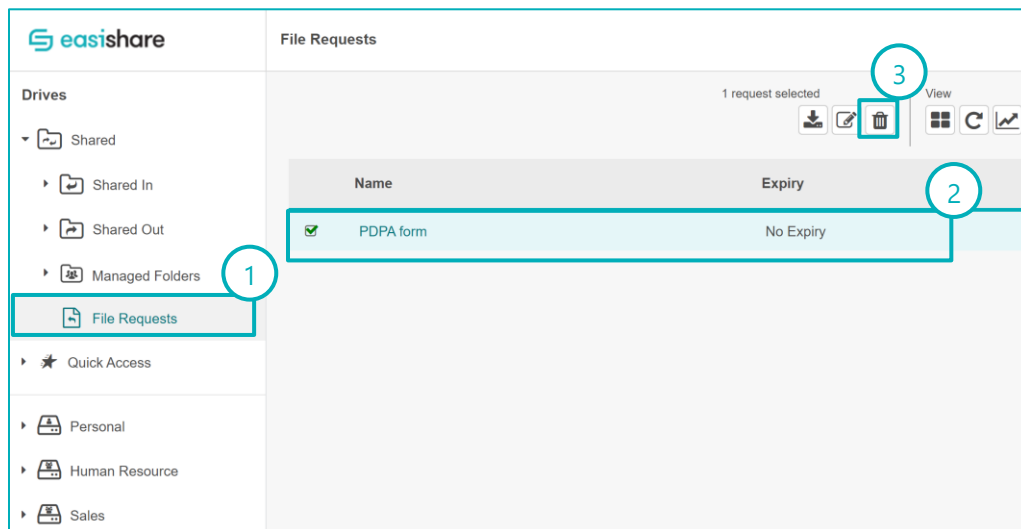 easishare
File Requests
Drives
Shared
Shared In
Shared Out
Managed Folders
File Requests
Quick Access
Personal
Human Resource
Sales
1
3
1 request selected
View
Name
Expiry
2
PDPA form
No Expiry